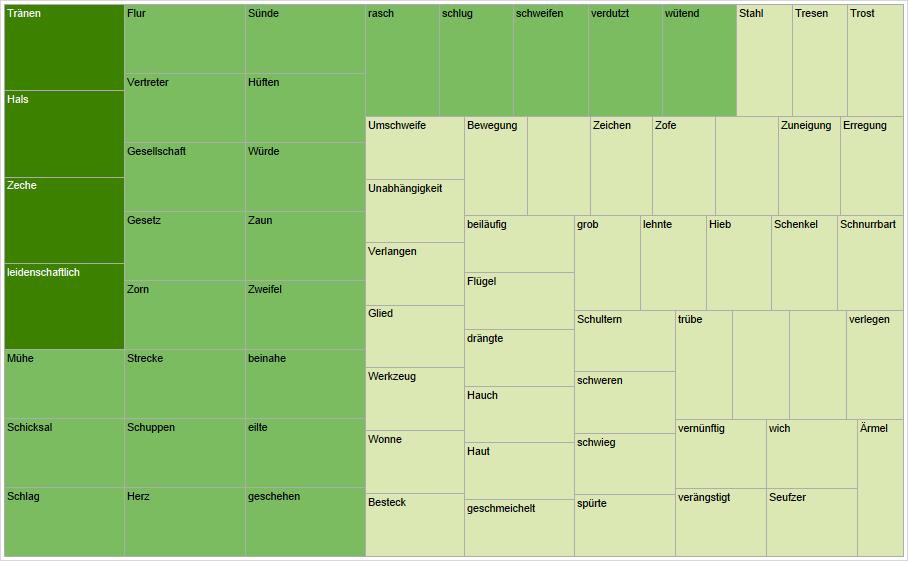 Tränen
Hals
Zeche
leidenschaftlich
Mühe
Schicksal
Schlag
Flur
Vertreter
Gesellschaft
Gesetz
Zorn
Strecke
Schuppen
Herz
Sünde
Hüften
Würde
Zaun
Zweifel
beinahe
eilte
geschehen
rasch
schlug
schweifen
verdutzt
wütend
Stahl
Tresen
Trost
Umschweife
Unabhängigkeit
Verlangen
Glied
Werkzeug
Wonne
Besteck
Bewegung
Zeichen
Zofe
Zuneigung
Erregung
beiläufig
Flügel
drängte
Hauch
Haut
geschmeichelt
grob
lehnte
Hieb
Schenkel
Schnurrbart
Schultern
schweren
schwieg
spürte
trübe
verlegen
vernünftig
wich
verängstigt
Seufzer
Ärmel